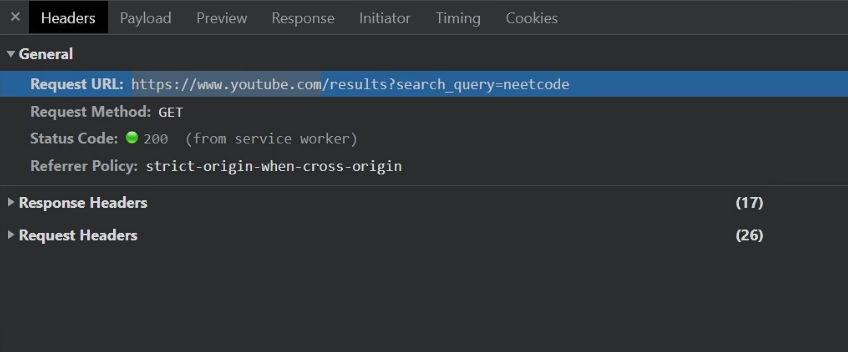 × Headers Payload Preview Response Initiator Timing Cookies
▼General
Request URL: https://www.youtube.com/results?search_query=neetcode
Request Method: GET
Status Code: 200 (from service worker)
Referrer Policy: strict-origin-when-cross-origin
▶Response Headers (17)
▶Request Headers (26)